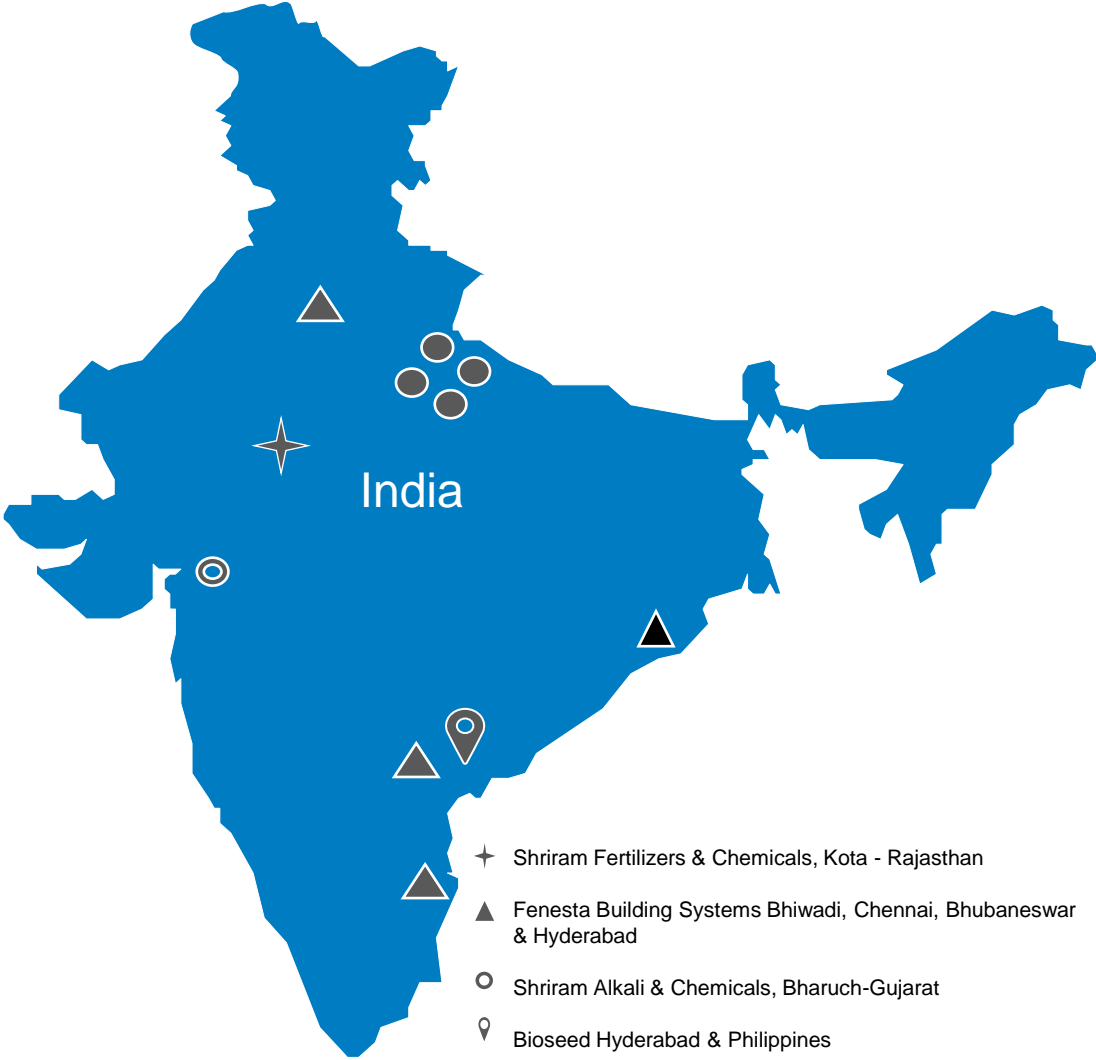 India
Shriram Fertilizers & Chemicals, Kota - Rajasthan
Fenesta Building Systems Bhiwadi, Chennai, Bhubaneswar
& Hyderabad
Shriram Alkali & Chemicals, Bharuch-Gujarat
Bioseed Hyderabad & Philippines